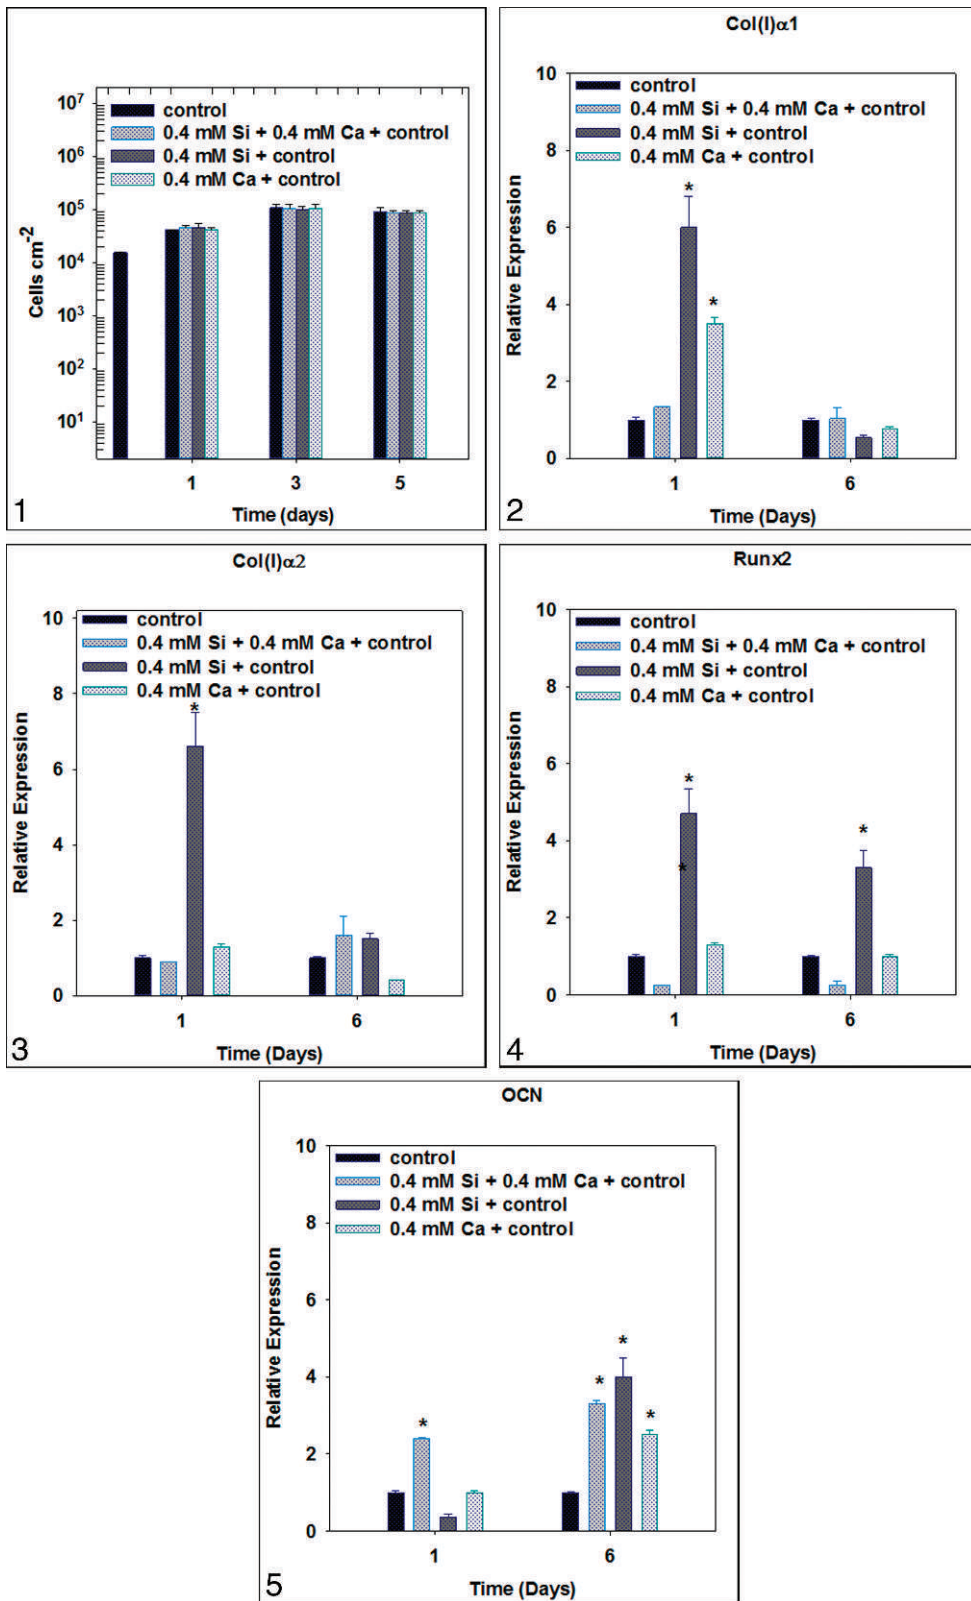 control
0.4 mM Si + 0.4 mM Ca + control
0.4 mM Si + control
0.4 mM Ca + control
10⁷
10⁶
10⁵
10⁴
10³
10²
10¹
Cells cm⁻²
1 3 5
Time (days)
1
Col(I)α1
control
0.4 mM Si + 0.4 mM Ca + control
0.4 mM Si + control
0.4 mM Ca + control
10
8
6
4
2
0
Relative Expression
*
*
1 6
Time (Days)
2
Col(I)α2
control
0.4 mM Si + 0.4 mM Ca + control
0.4 mM Si + control
0.4 mM Ca + control
10
8
6
4
2
0
Relative Expression
*
1 6
Time (Days)
3
Runx2
control
0.4 mM Si + 0.4 mM Ca + control
0.4 mM Si + control
0.4 mM Ca + control
10
8
6
4
2
0
Relative Expression
*
*
*
1 6
Time (Days)
4
OCN
control
0.4 mM Si + 0.4 mM Ca + control
0.4 mM Si + control
0.4 mM Ca + control
10
8
6
4
2
0
Relative Expression
*
*
*
*
1 6
Time (Days)
5